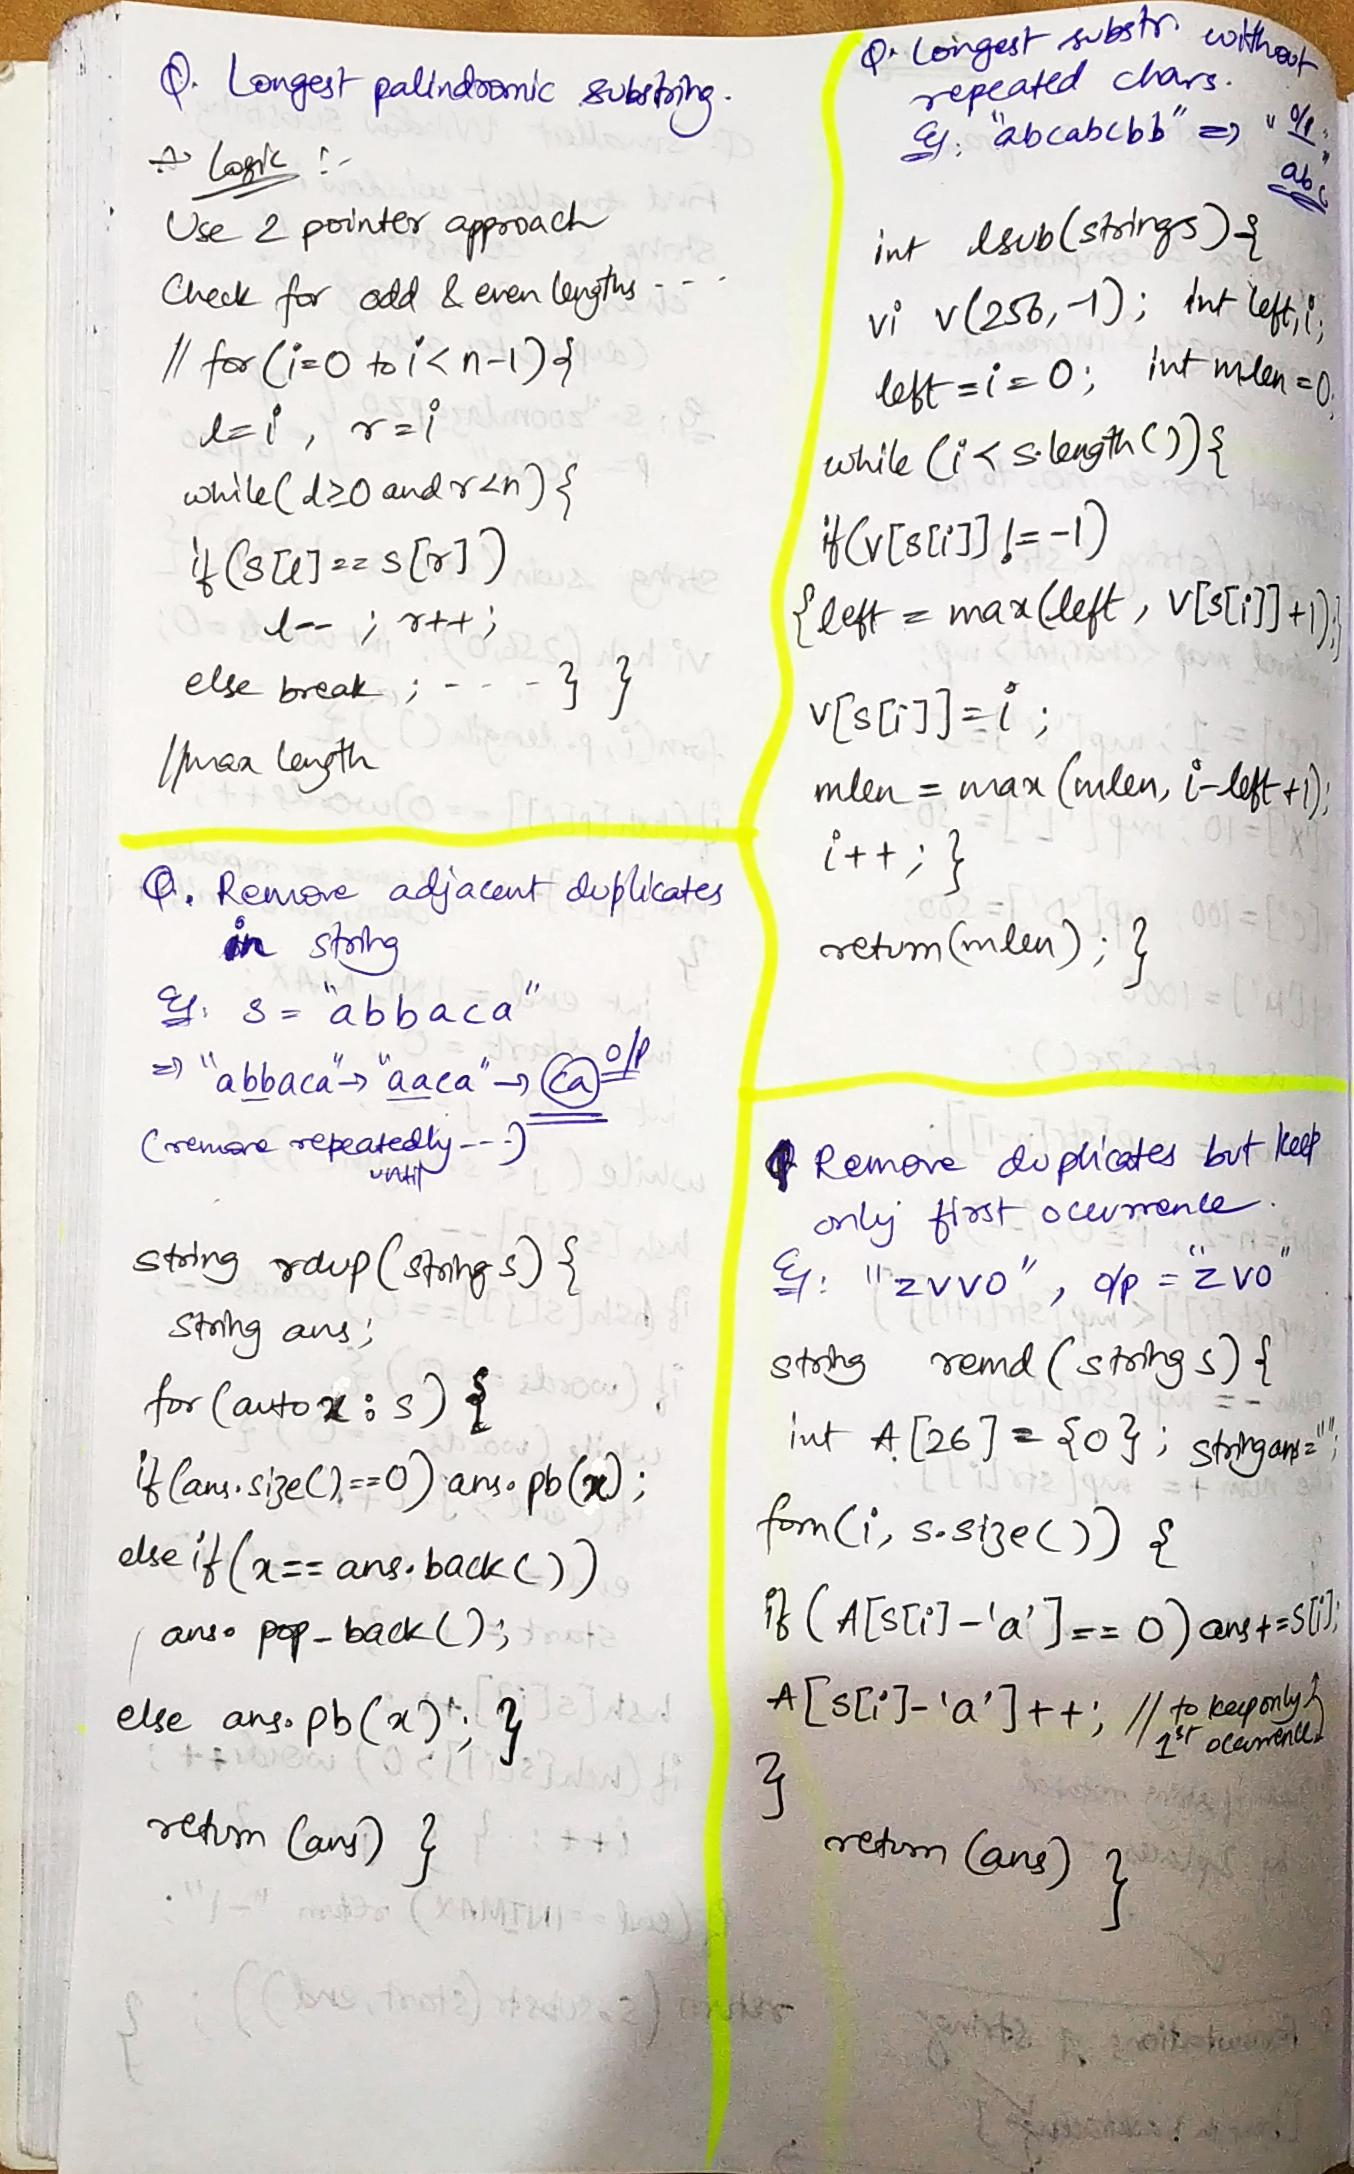 Q. Longest palindromic substring.
→ Logic :-
Use 2 pointer approach
Check for odd & even lengths - - -
// for (i=0 to i<n-1) {
l=i , r=i
while( l≥0 and r<n) {
if (s[l] == s[r])
l-- ; r++ ;
else break ; - - - } }
//max length
Q. Remove adjacent duplicates
in string
Eg. s = "abbaca"
=> "abbaca" → "aaca" → ca o/p
(remove repeatedly - - -)
until
string rdup (string s) {
string ans;
for (auto x : s) {
if (ans.size()==0) ans.pb(x);
else if (x== ans.back())
ans.pop_back();
else ans.pb(x); }
return (ans) }
Q. Longest substr. without
repeated chars.
Eg. "abcabcbb" => o/p: "abc"
int lsub(string s) {
vi v(256,-1); int left,i;
left = i = 0; int mlen = 0;
while (i < s.length()) {
if(v[s[i]] != -1)
{ left = max(left , v[s[i]]+1); }
v[s[i]] = i ;
mlen = max (mlen, i-left+1);
i++ ; }
return(mlen) ; }
Q Remove duplicates but keep
only first ocurrence.
Eg: "zvvo" , o/p = "zvo"
string remd (string s) {
int A[26] = {0} ; string ans="";
forn(i, s.size()) {
if (A[s[i]-'a'] == 0) ans+=s[i];
A[s[i]-'a']++; // to keep only
1st ocurrence
}
return (ans) }